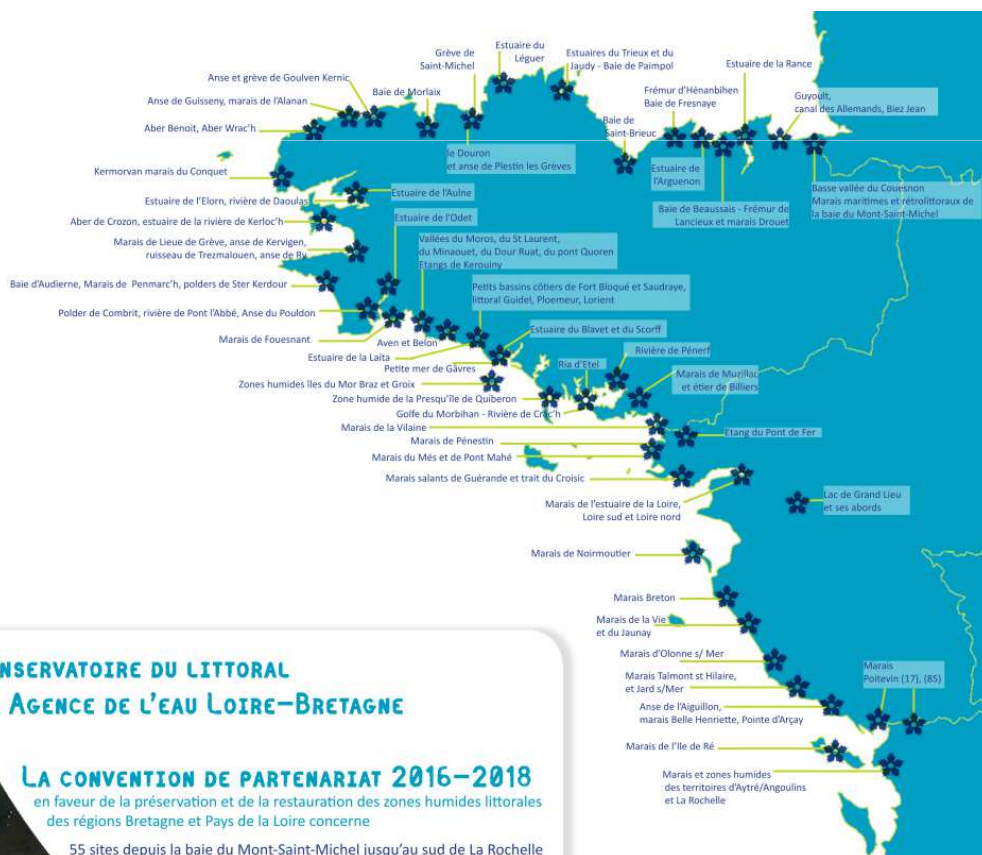 Estuaire du
Léguer
Grève de
Saint-Michel
Estuaires du Trieux et du
Jaudy - Baie de Paimpol
Estuaire de la Rance
Anse et grève de Goulven Kernic
Baie de Morlaix
Frémur d'Hénanbihen
Baie de Fresnaye
Guyoult,
canal des Allemands, Biez Jean
Anse de Guisseny, marais de l'Alanan
Aber Benoit, Aber Wrac'h
Baie de
Saint-Brieuc
le Douron
et anse de Plestin les Grèves
Estuaire de
l'Arguenon
Kermorvan marais du Conquet
Basse vallée du Couesnon
Marais maritimes et rétrolittoraux de
la baie du Mont-Saint-Michel
Estuaire de l'Aulne
Estuaire de l'Elorn, rivière de Daoulas
Baie de Beaussais - Frémur de
Lancieux et marais Drouet
Aber de Crozon, estuaire de la rivière de Kerloc'h
Estuaire de l'Odet
Marais de Lieue de Grève, anse de Kervigen,
ruisseau de Trezmalouen, anse de Ry
Vallées du Moros, du St Laurent,
du Minaouet, du Dour Ruat, du pont Quoren
Etangs de Kerouiny
Baie d'Audierne, Marais de Penmarc'h, polders de Ster Kerdour
Petits bassins côtiers de Fort Bloqué et Saudraye,
littoral Guidel, Ploemeur, Lorient
Polder de Combrit, rivière de Pont l'Abbé, Anse du Pouldon
Estuaire du Blavet et du Scorff
Marais de Fouesnant
Aven et Belon
Rivière de Pénerf
Estuaire de la Laïta
Petite mer de Gâvres
Ria d'Etel
Marais de Muzillac
et étier de Billiers
Zones humides îles du Mor Braz et Groix
Zone humide de la Presqu'île de Quiberon
Golfe du Morbihan - Rivière de Crac'h
Marais de la Vilaine
Etang du Pont de Fer
Marais de Pénestin
Marais du Més et de Pont Mahé
Marais salants de Guérande et trait du Croisic
Marais de l'estuaire de la Loire,
Loire sud et Loire nord
Lac de Grand Lieu
et ses abords
Marais de Noirmoutier
Marais Breton
Marais de la Vie
et du Jaunay
Marais d'Olonne s/ Mer
Marais Talmont st Hilaire,
et Jard s/Mer
Marais
Poitevin (17), (85)
Anse de l'Aiguillon,
marais Belle Henriette, Pointe d'Arçay
Marais de l'Ile de Ré
Marais et zones humides
des territoires d'Aytré/Angoulins
et La Rochelle
NSERVATOIRE DU LITTORAL
AGENCE DE L'EAU LOIRE-BRETAGNE
LA CONVENTION DE PARTENARIAT 2016-2018
en faveur de la préservation et de la restauration des zones humides littorales
des régions Bretagne et Pays de la Loire concerne
55 sites depuis la baie du Mont-Saint-Michel jusqu'au sud de La Rochelle